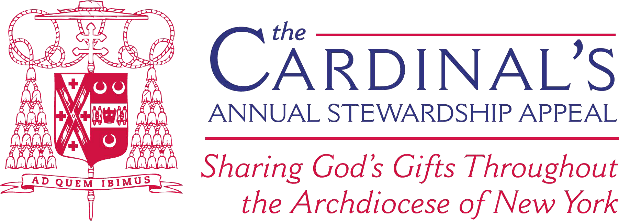 AD QUEM IBIMUS
the
CARDINAL'S
ANNUAL STEWARDSHIP APPEAL
Sharing God's Gifts Throughout
the Archdiocese of New York